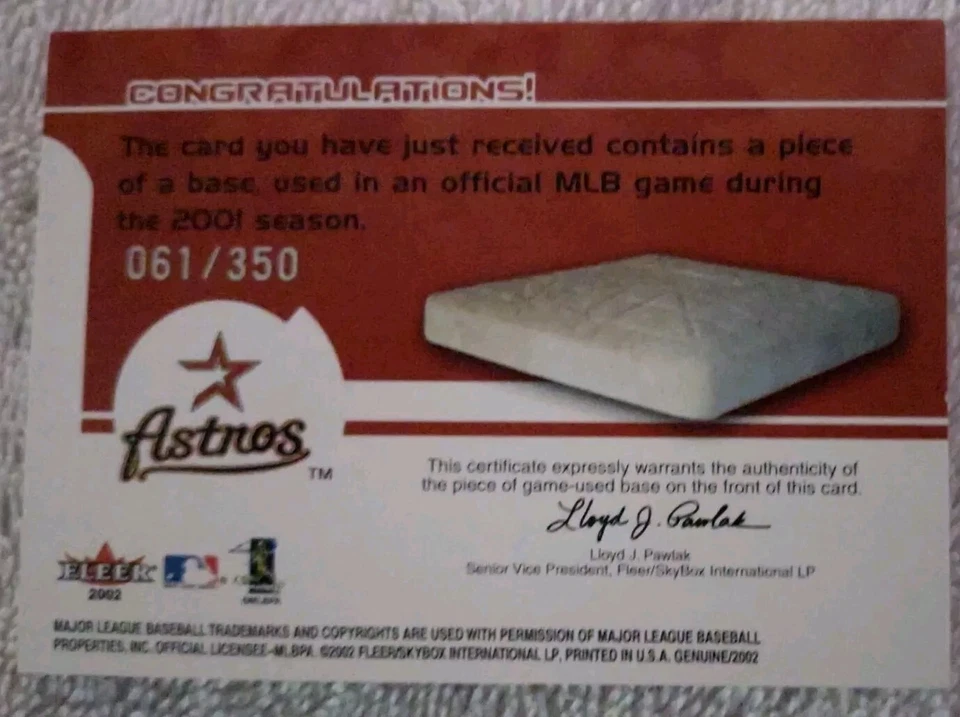 CONGRATULATIONS!
The card you have just received contains a piece
of a base used in an official MLB game during
the 2001 season.
061/350
Astros
TM
This certificate expressly warrants the authenticity of
the piece of game-used base on the front of this card.
Lloyd J. Pawlak
Lloyd J. Pawlak
Senior Vice President, Fleer/SkyBox International LP
FLEER
2002
MAJOR LEAGUE BASEBALL TRADEMARKS AND COPYRIGHTS ARE USED WITH PERMISSION OF MAJOR LEAGUE BASEBALL
PROPERTIES, INC. OFFICIAL LICENSEE-MLBPA. ©2002 FLEER/SKYBOX INTERNATIONAL LP, PRINTED IN U.S.A. GENUINE/2002